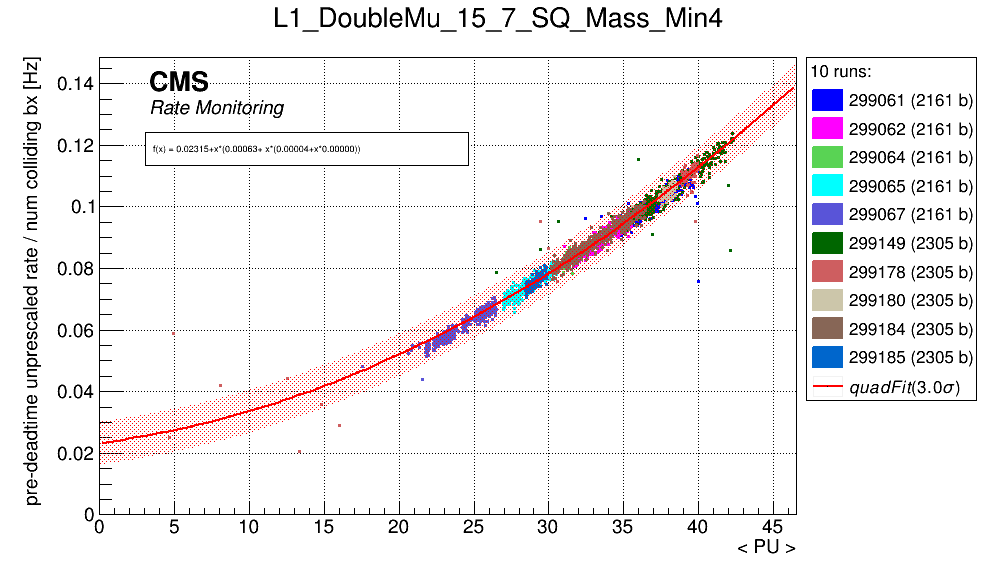 L1_DoubleMu_15_7_SQ_Mass_Min4
pre-deadtime unprescaled rate / num colliding bx [Hz]
0.14
0.12
0.1
0.08
0.06
0.04
0.02
0
CMS
Rate Monitoring
f(x) = 0.02315+x*(0.00063+ x*(0.00004+x*0.00000))
0 5 10 15 20 25 30 35 40 45
< PU >
10 runs:
299061 (2161 b)
299062 (2161 b)
299064 (2161 b)
299065 (2161 b)
299067 (2161 b)
299149 (2305 b)
299178 (2305 b)
299180 (2305 b)
299184 (2305 b)
299185 (2305 b)
quadFit(3.0σ)